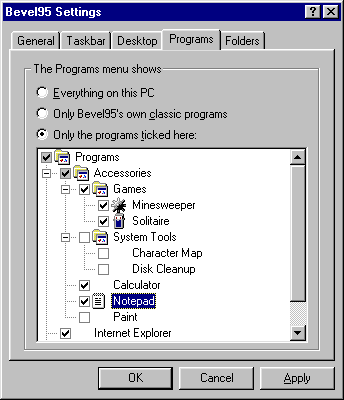 Bevel95 Settings
General Taskbar Desktop Programs Folders
The Programs menu shows
Everything on this PC
Only Bevel95's own classic programs
Only the programs ticked here:
Programs
Accessories
Games
Minesweeper
Solitaire
System Tools
Character Map
Disk Cleanup
Calculator
Notepad
Paint
Internet Explorer
OK Cancel Apply